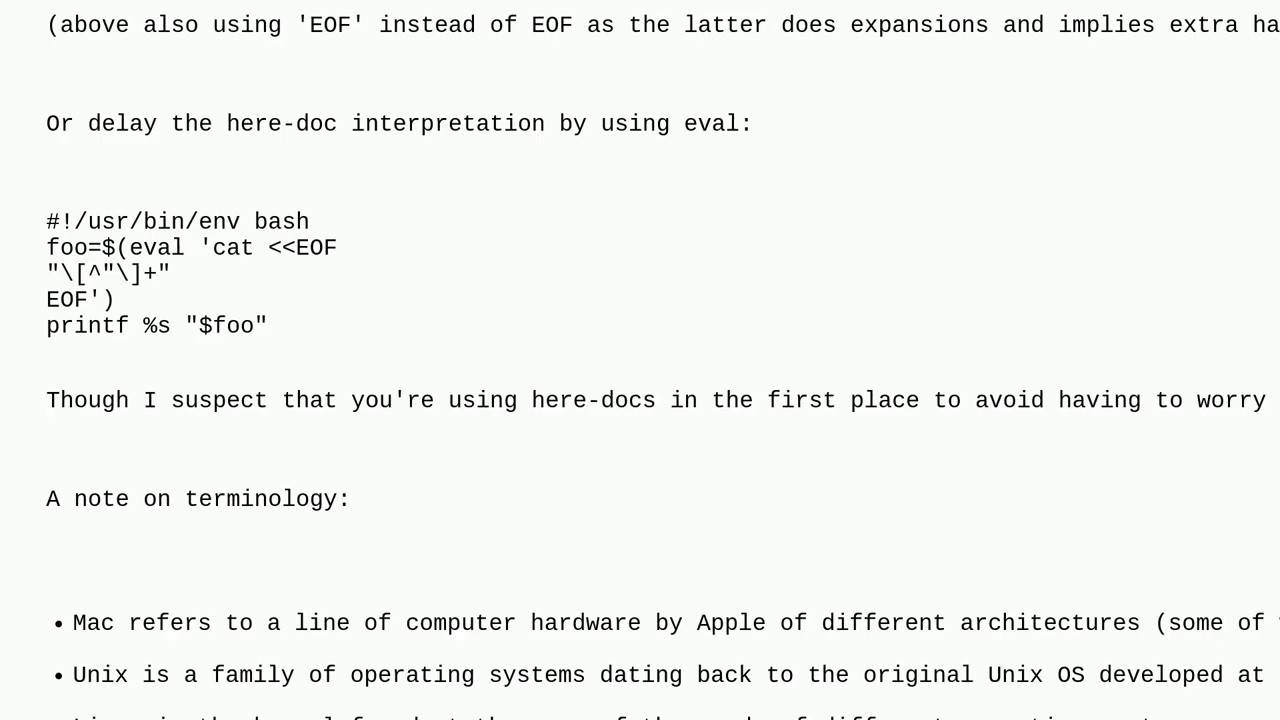 (above also using 'EOF' instead of EOF as the latter does expansions and implies extra ha
Or delay the here-doc interpretation by using eval:
#!/usr/bin/env bash
foo=$(eval 'cat <<EOF
"\[^"\]+"
EOF')
printf %s "$foo"
Though I suspect that you're using here-docs in the first place to avoid having to worry
A note on terminology:
• Mac refers to a line of computer hardware by Apple of different architectures (some of
• Unix is a family of operating systems dating back to the original Unix OS developed at